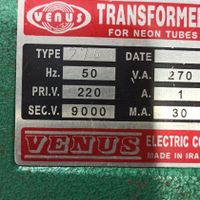 VENUS TRANSFORME
FOR NEON TUBES
TYPE DATE
Hz. 50 V.A. 270
PRI.V. 220 A. 1
SEC.V. 9000 M.A. 30
VENUS ELECTRIC CO
MADE IN IRA